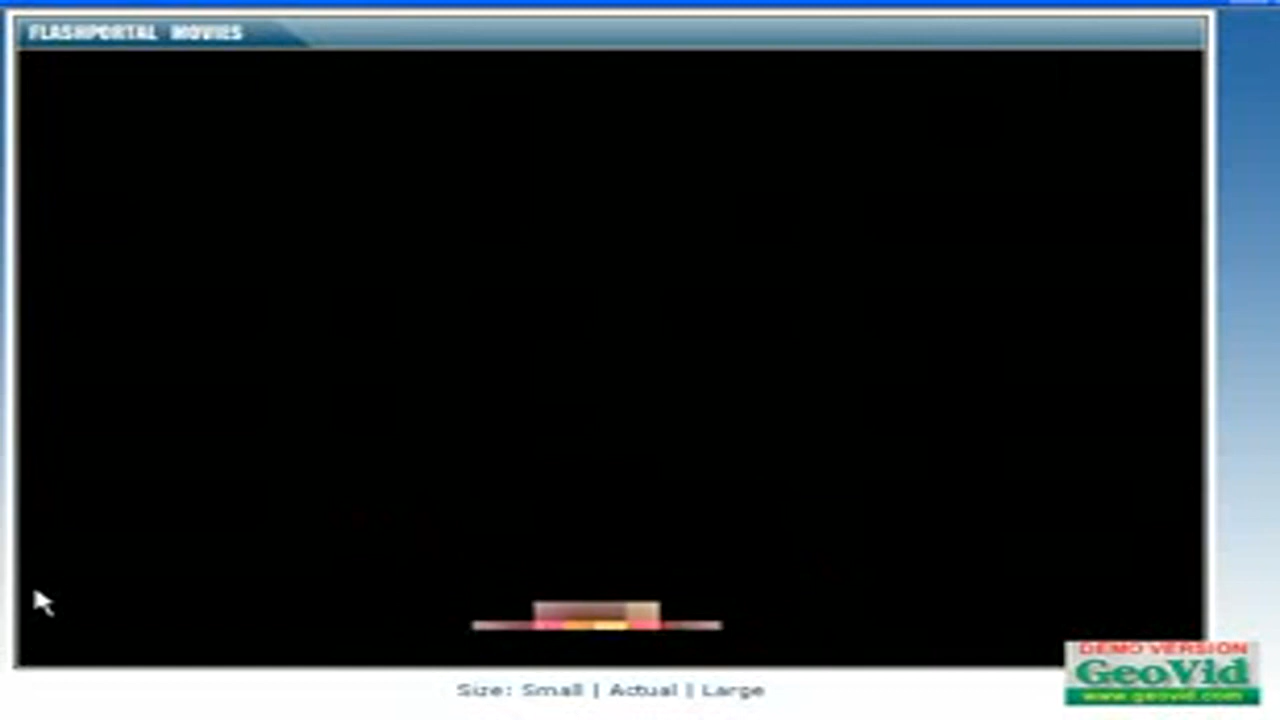 FLASHPORTAL MOVIES
Size: Small | Actual | Large
DEMO VERSION
GeoVid
www.geovid.com